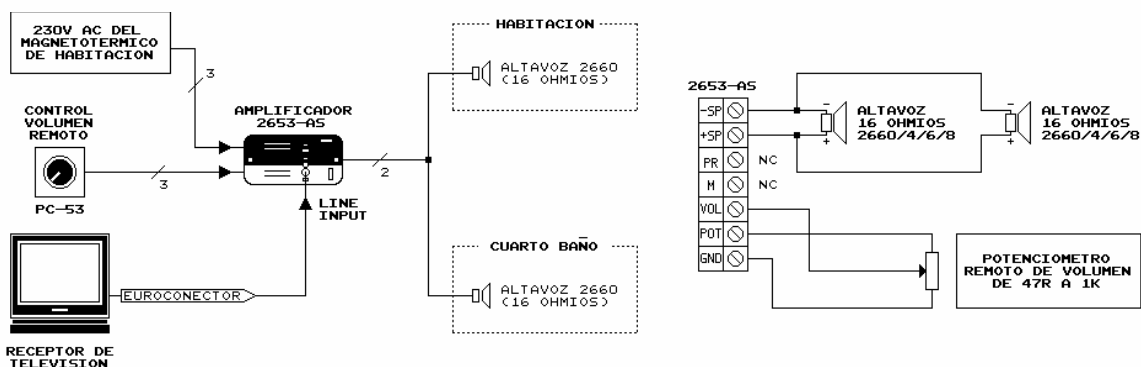 230V AC DEL
MAGNETOTERMICO
DE HABITACION
3
CONTROL
VOLUMEN
REMOTO
PC-53
3
AMPLIFICADOR
2653-AS
LINE
INPUT
2
EUROCONECTOR
RECEPTOR DE
TELEVISION
HABITACION
ALTAVOZ 2660
(16 OHMIOS)
CUARTO BAÑO
ALTAVOZ 2660
(16 OHMIOS)
2653-AS
-SP
+SP
PR NC
M NC
VOL
POT
GND
-
ALTAVOZ
16 OHMIOS
2660/4/6/8
+
-
ALTAVOZ
16 OHMIOS
2660/4/6/8
+
POTENCIOMETRO
REMOTO DE VOLUMEN
DE 47R A 1K